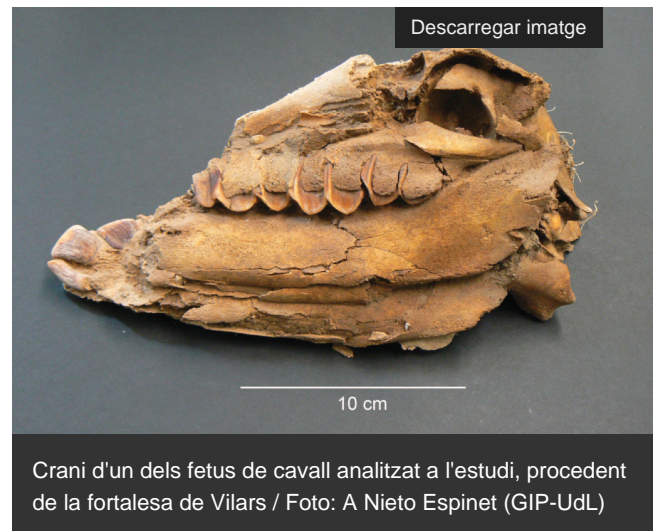 Descarregar imatge
10 cm
Crani d'un dels fetus de cavall analitzat a l'estudi, procedent
de la fortalesa de Vilars / Foto: A Nieto Espinet (GIP-UdL)